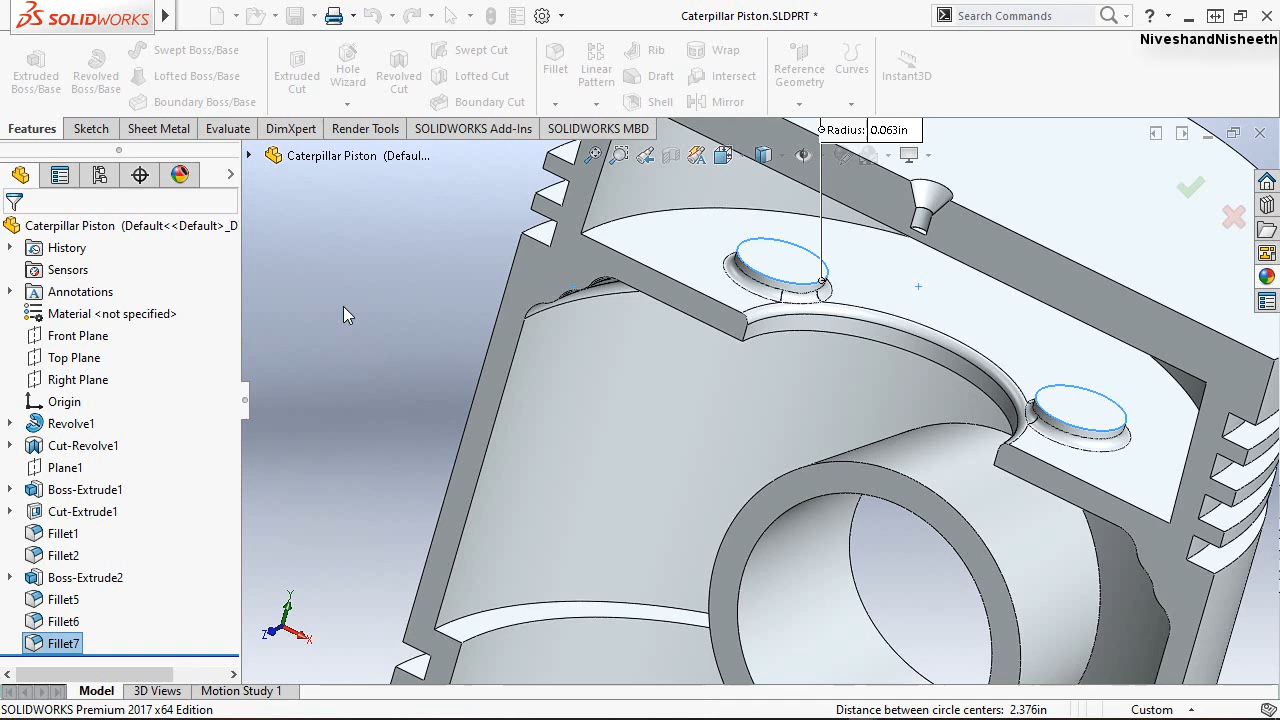 SOLIDWORKS
Caterpillar Piston.SLDPRT *
Search Commands
?
NiveshandNisheeth
Extruded
Boss/Base
Revolved
Boss/Base
Swept Boss/Base
Lofted Boss/Base
Boundary Boss/Base
Extruded
Cut
Hole
Wizard
Revolved
Cut
Swept Cut
Lofted Cut
Boundary Cut
Fillet
Linear
Pattern
Rib
Draft
Shell
Wrap
Intersect
Mirror
Reference
Geometry
Curves
Instant3D
Features
Sketch
Sheet Metal
Evaluate
DimXpert
Render Tools
SOLIDWORKS Add-Ins
SOLIDWORKS MBD
Radius: 0.063in
Caterpillar Piston (Defaul...
Caterpillar Piston (Default<<Default>_D
History
Sensors
Annotations
Material <not specified>
Front Plane
Top Plane
Right Plane
Origin
Revolve1
Cut-Revolve1
Plane1
Boss-Extrude1
Cut-Extrude1
Fillet1
Fillet2
Boss-Extrude2
Fillet5
Fillet6
Fillet7
Y
Z
X
Model
3D Views
Motion Study 1
SOLIDWORKS Premium 2017 x64 Edition
Distance between circle centers: 2.376in
Custom